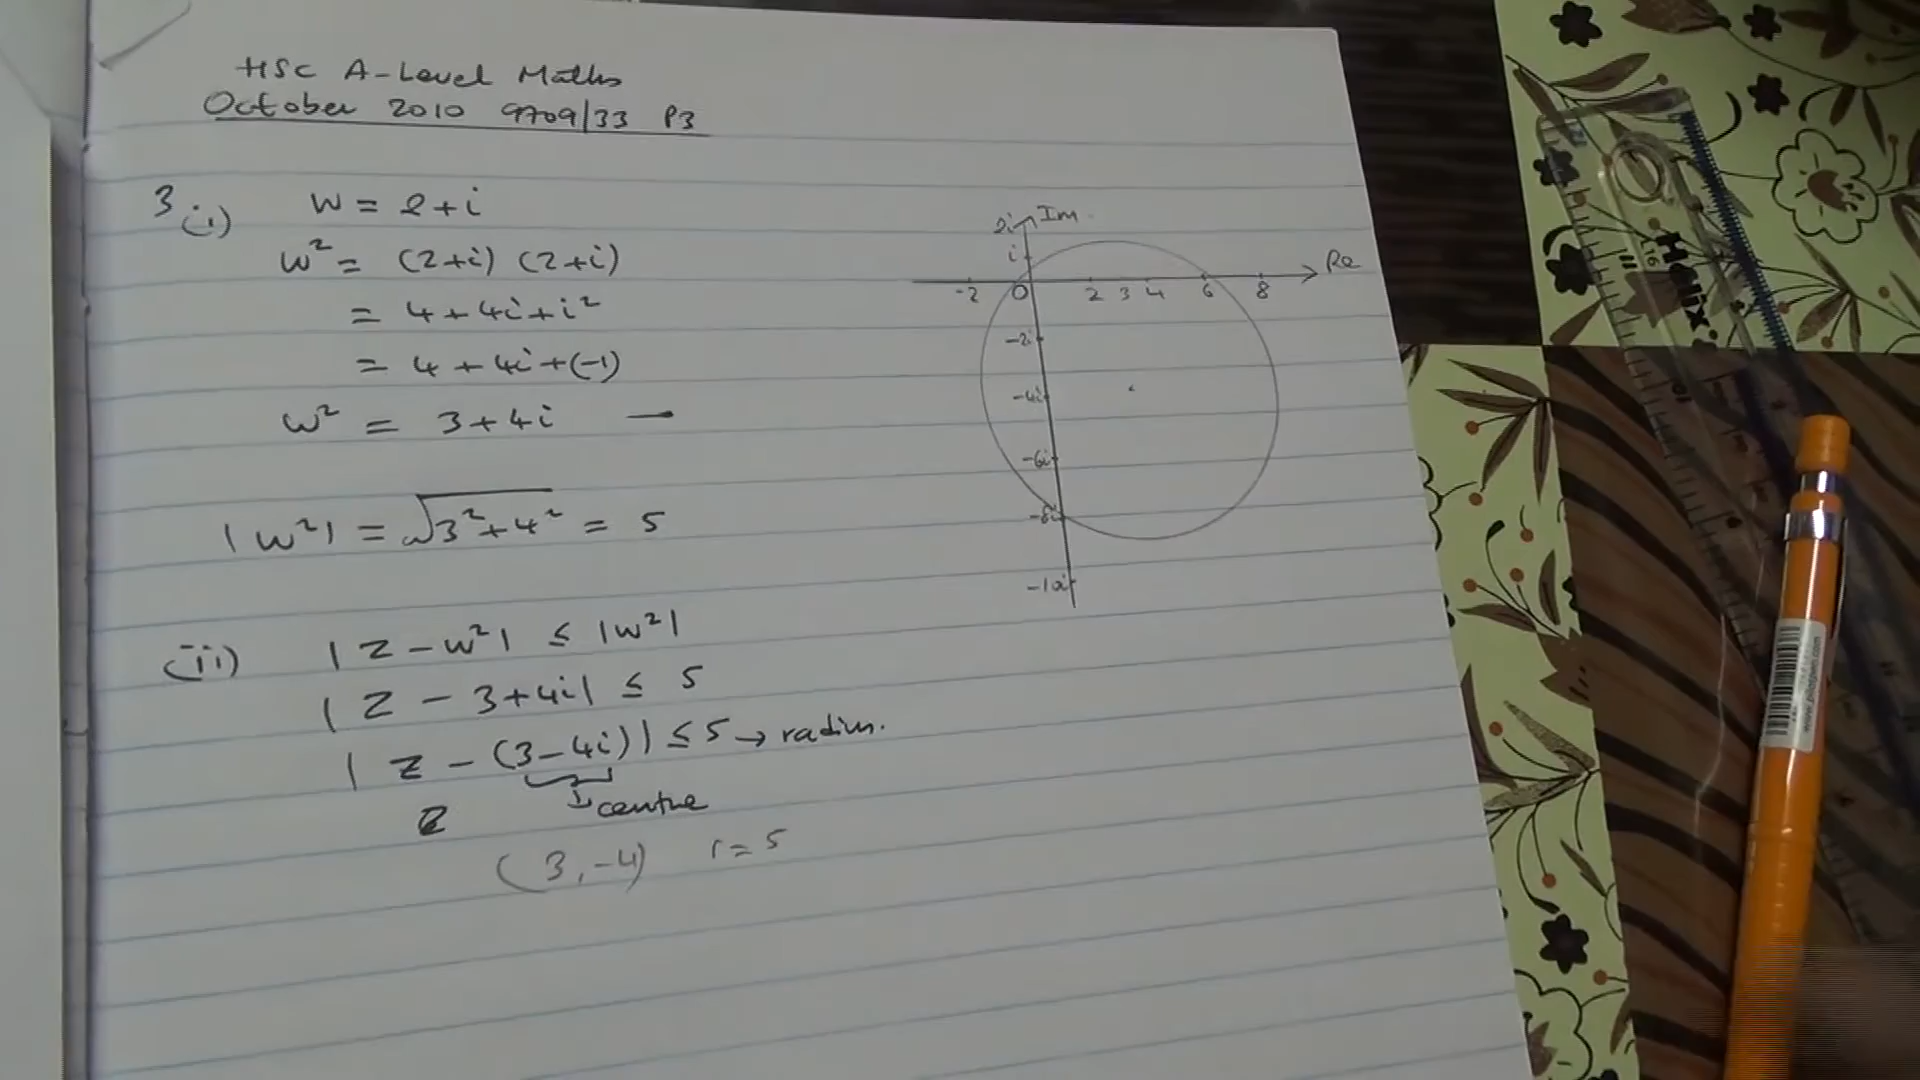 HSC A-Level Maths
October 2010 9709/33 P3
3(i) W = 2+i
W² = (2+i) (2+i)
= 4+4i+i²
= 4+4i+(-1)
W² = 3+4i —
|W²| = √3²+4² = 5
(ii) |Z-W²| ≤ |W²|
|Z - 3+4i| ≤ 5
|Z - (3-4i)| ≤ 5 → radius.
centre
(3,-4) r=5
2i Im
i
Re
-2 0 2 3 4 6 8
-2i
-4i
-6i
-8i
-10i
Helix